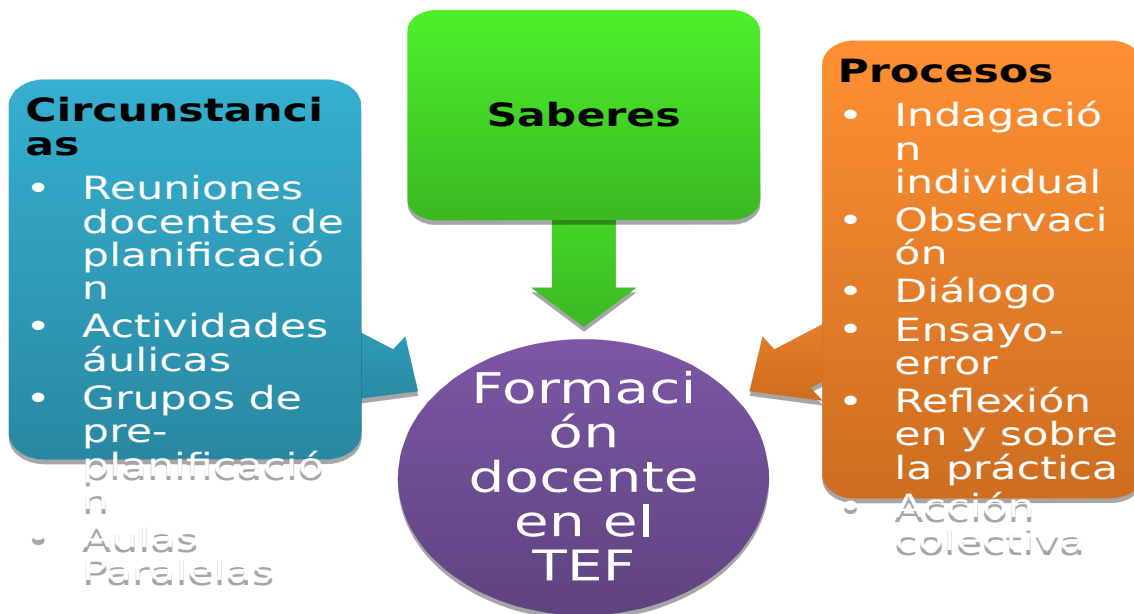 Circunstanci
as
• Reuniones
docentes de
planificació
n
• Actividades
áulicas
• Grupos de
pre-
planificació
n
• Aulas
Paralelas
Saberes
Procesos
• Indagació
n
individual
• Observaci
ón
• Diálogo
• Ensayo-
error
• Reflexión
en y sobre
la práctica
• Acción
colectiva
Formaci
ón
docente
en el
TEF